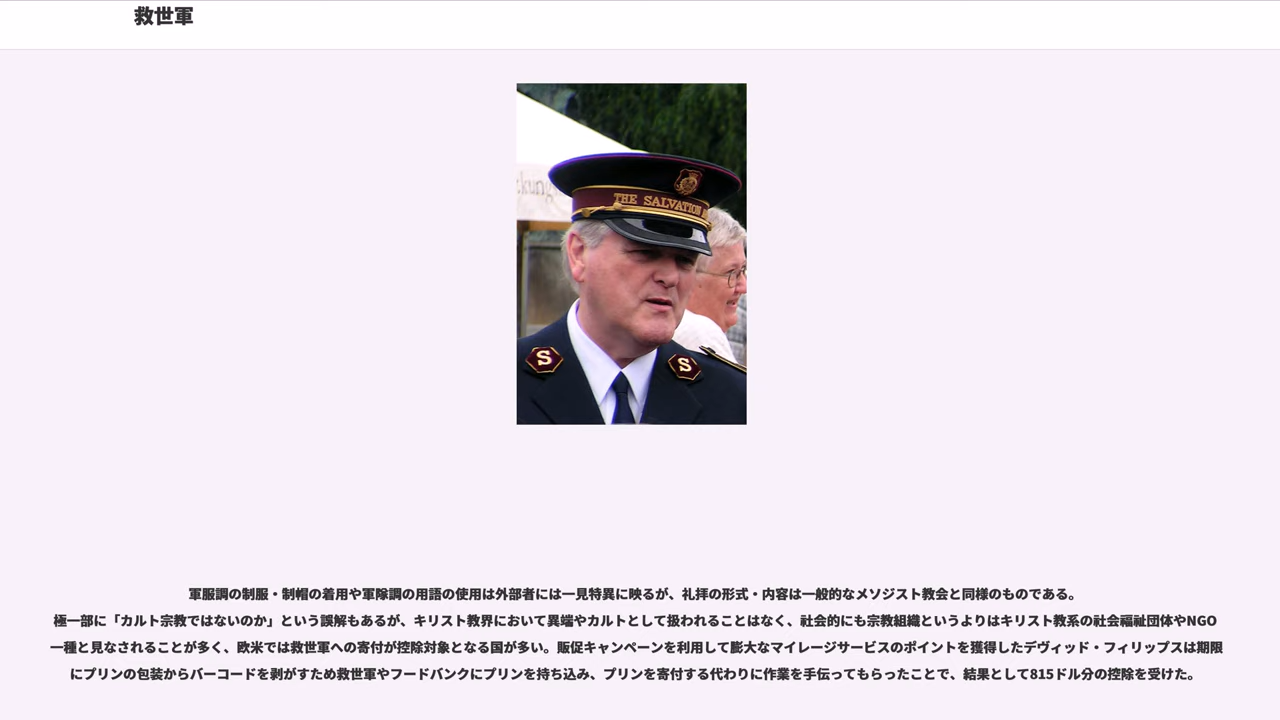 救世軍
ckung
THE SALVATION
S
S
軍服調の制服・制帽の着用や軍隊調の用語の使用は外部者には一見特異に映るが、礼拝の形式・内容は一般的なメソジスト教会と同様のものである。
極一部に「カルト宗教ではないのか」という誤解もあるが、キリスト教界において異端やカルトとして扱われることはなく、社会的にも宗教組織というよりはキリスト教系の社会福祉団体やNGO
一種と見なされることが多く、欧米では救世軍への寄付が控除対象となる国が多い。販促キャンペーンを利用して膨大なマイレージサービスのポイントを獲得したデヴィッド・フィリップスは期限
にプリンの包装からバーコードを剥がすため救世軍やフードバンクにプリンを持ち込み、プリンを寄付する代わりに作業を手伝ってもらったことで、結果として815ドル分の控除を受けた。